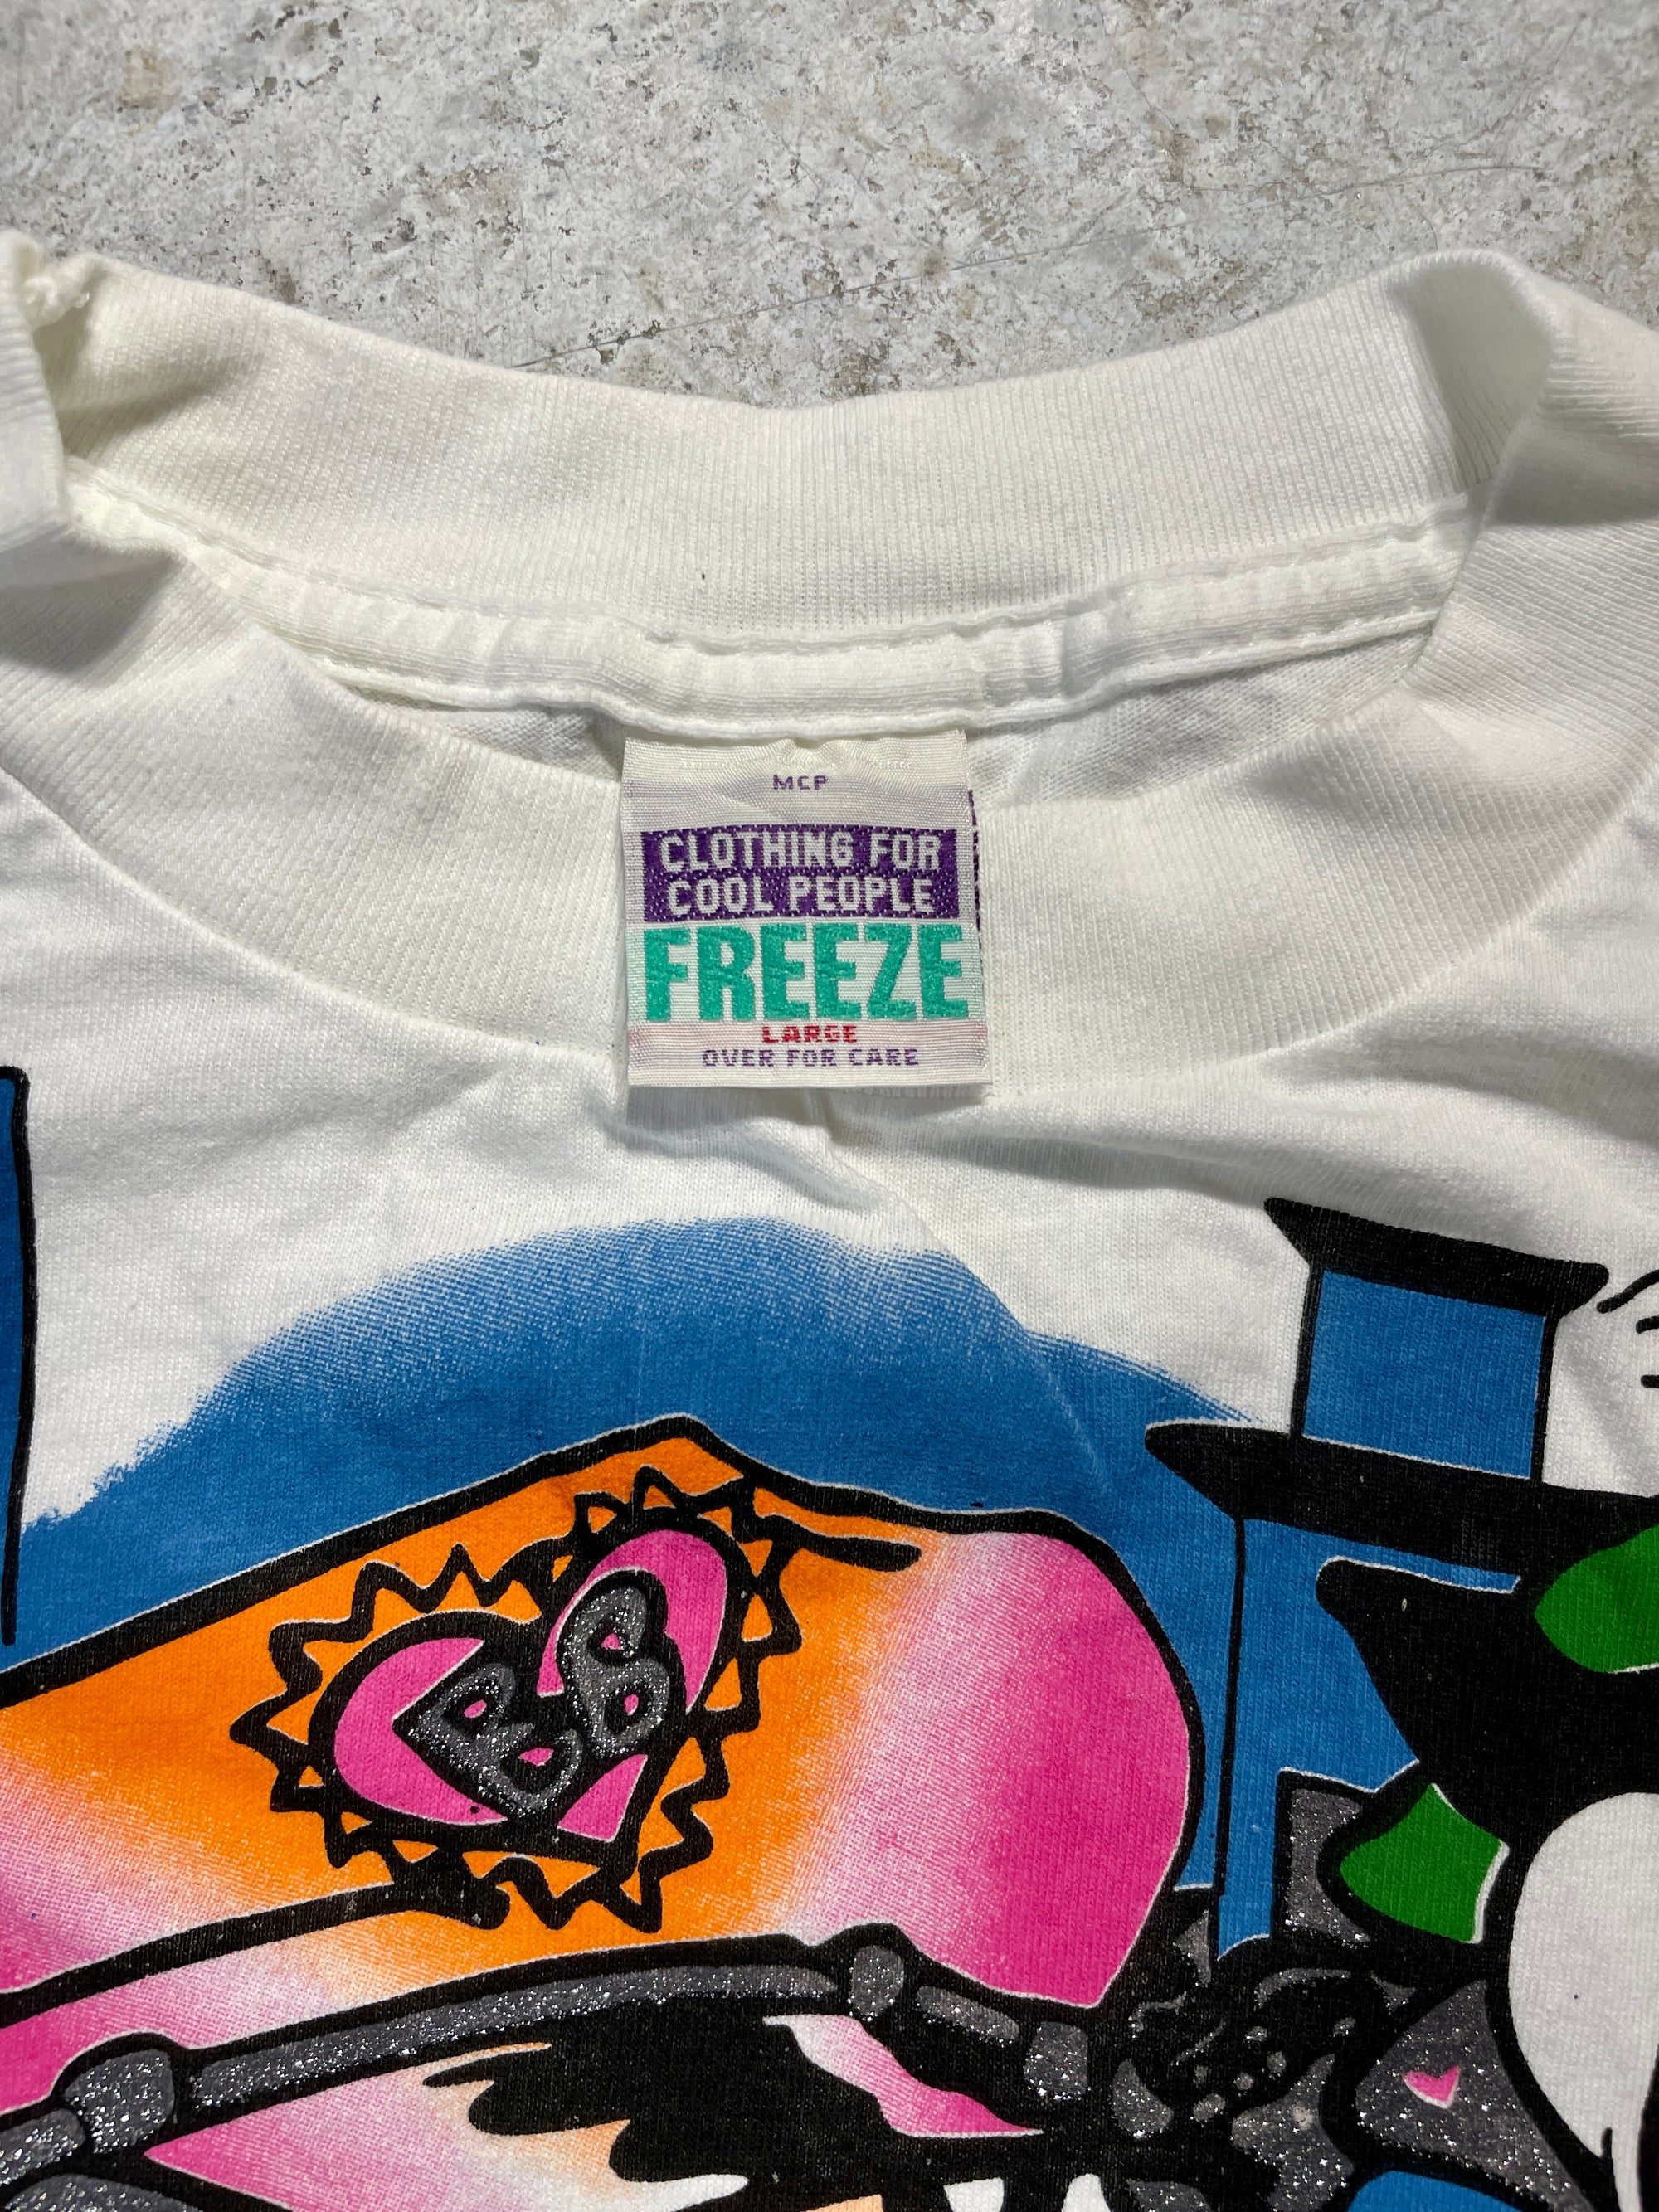 MCP
CLOTHING FOR
COOL PEOPLE
FREEZE
LARGE
OVER FOR CARE